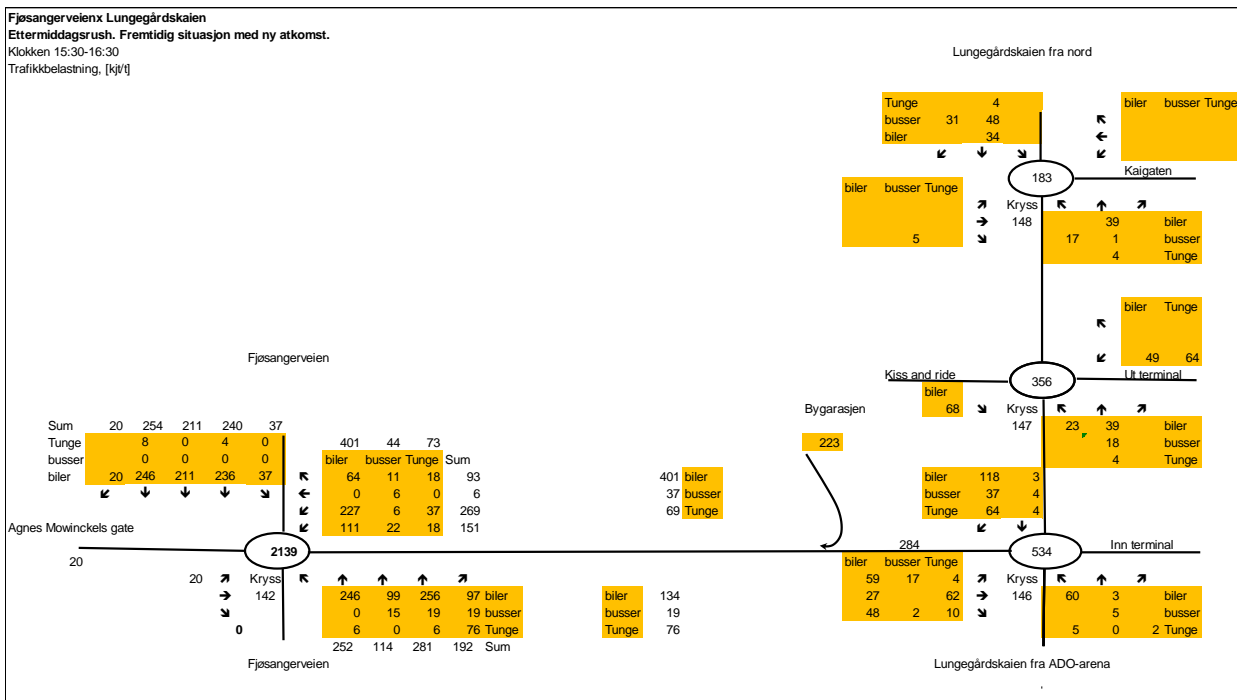 Fjøsangerveienx Lungegårdskaien
Ettermiddagsrush. Fremtidig situasjon med ny atkomst.
Klokken 15:30-16:30
Trafikkbelastning, [kjt/t]
Lungegårdskaien fra nord
Tunge 4
busser 31 48
biler 34
biler busser Tunge
183
Kaigaten
biler busser Tunge
5
Kryss
148
39 biler
17 1 busser
4 Tunge
biler Tunge
49 64
Kiss and ride
356
Ut terminal
biler
68
Kryss
147
23 39 biler
18 busser
4 Tunge
Fjøsangerveien
Bygarasjen
223
Sum 20 254 211 240 37
Tunge 8 0 4 0
busser 0 0 0 0
biler 20 246 211 236 37
401 44 73
biler busser Tunge Sum
64 11 18 93
0 6 0 6
227 6 37 269
111 22 18 151
401 biler
37 busser
69 Tunge
biler 118 3
busser 37 4
Tunge 64 4
Agnes Mowinckels gate
20
2139
284
534
Inn terminal
20
Kryss
142
0
246 99 256 97 biler
0 15 19 19 busser
6 0 6 76 Tunge
252 114 281 192 Sum
biler 134
busser 19
Tunge 76
biler busser Tunge
59 17 4
27 62
48 2 10
Kryss
146
60 3 biler
5 busser
5 0 2 Tunge
Fjøsangerveien
Lungegårdskaien fra ADO-arena